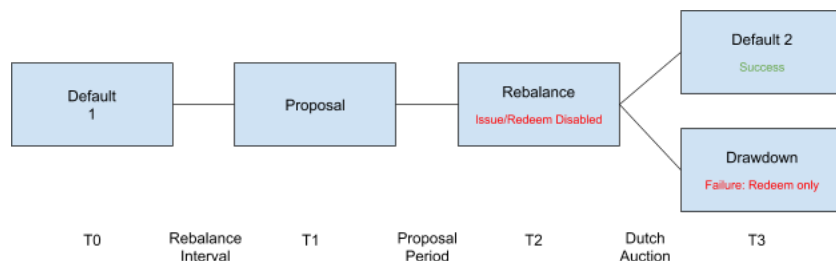 Default
1
Proposal
Rebalance
Issue/Redeem Disabled
Default 2
Success
Drawdown
Failure: Redeem only
T0
Rebalance
Interval
T1
Proposal
Period
T2
Dutch
Auction
T3